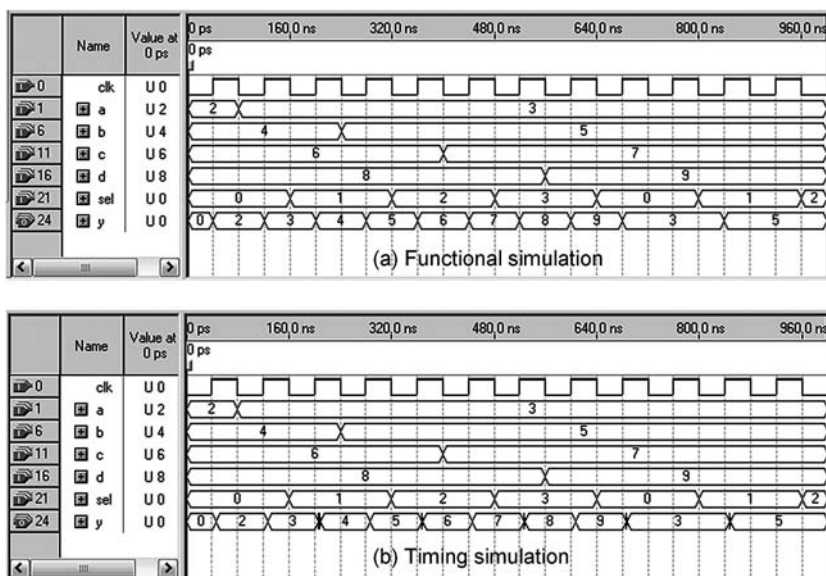 Name Value at 0 ps 0 ps 160,0 ns 320,0 ns 480,0 ns 640,0 ns 800,0 ns 960,0 ns
0 ps
0 clk U 0
1 a U 2 2 3
6 b U 4 4 5
11 c U 6 6 7
16 d U 8 8 9
21 sel U 0 0 1 2 3 0 1 2
24 y U 0 0 2 3 4 5 6 7 8 9 3 5
(a) Functional simulation
Name Value at 0 ps 0 ps 160,0 ns 320,0 ns 480,0 ns 640,0 ns 800,0 ns 960,0 ns
0 ps
0 clk U 0
1 a U 2 2 3
6 b U 4 4 5
11 c U 6 6 7
16 d U 8 8 9
21 sel U 0 0 1 2 3 0 1 2
24 y U 0 0 2 3 4 5 6 7 8 9 3 5
(b) Timing simulation